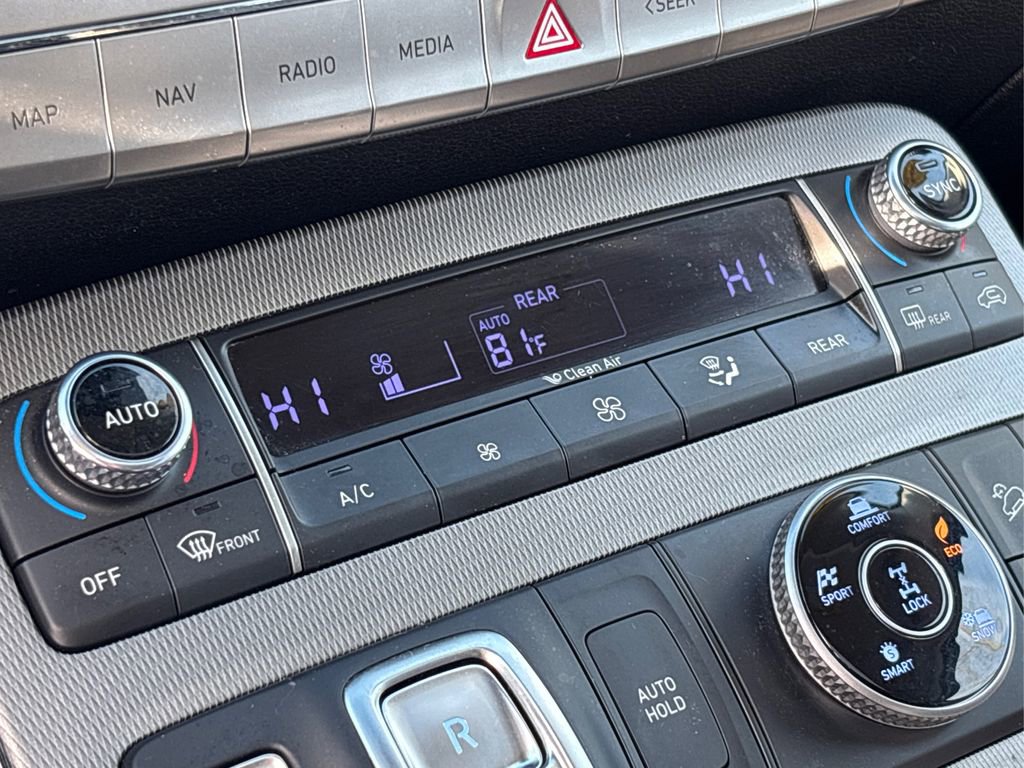 MAP
NAV
RADIO
MEDIA
<SEEK
SYNC
REAR
AUTO
81°F
HI
HI
Clean Air
AUTO
A/C
REAR
REAR
OFF
FRONT
COMFORT
ECO
SPORT
LOCK
SNOW
S
SMART
AUTO
HOLD
R